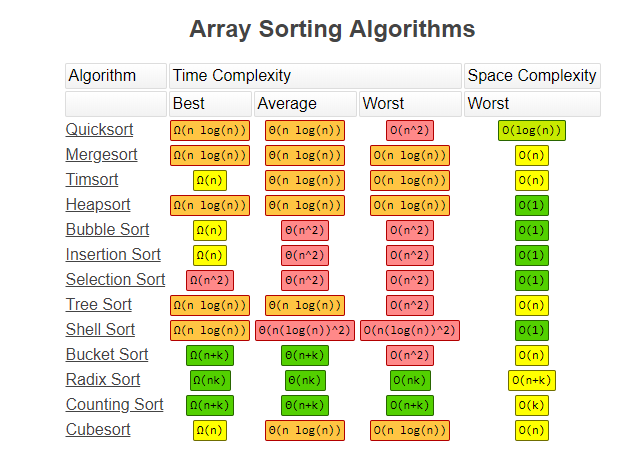 Array Sorting Algorithms
Algorithm Time Complexity Space Complexity
Best Average Worst Worst
Quicksort Ω(n log(n)) Θ(n log(n)) O(n^2) O(log(n))
Mergesort Ω(n log(n)) Θ(n log(n)) O(n log(n)) O(n)
Timsort Ω(n) Θ(n log(n)) O(n log(n)) O(n)
Heapsort Ω(n log(n)) Θ(n log(n)) O(n log(n)) O(1)
Bubble Sort Ω(n) Θ(n^2) O(n^2) O(1)
Insertion Sort Ω(n) Θ(n^2) O(n^2) O(1)
Selection Sort Ω(n^2) Θ(n^2) O(n^2) O(1)
Tree Sort Ω(n log(n)) Θ(n log(n)) O(n^2) O(n)
Shell Sort Ω(n log(n)) Θ(n(log(n))^2) O(n(log(n))^2) O(1)
Bucket Sort Ω(n+k) Θ(n+k) O(n^2) O(n)
Radix Sort Ω(nk) Θ(nk) O(nk) O(n+k)
Counting Sort Ω(n+k) Θ(n+k) O(n+k) O(k)
Cubesort Ω(n) Θ(n log(n)) O(n log(n)) O(n)